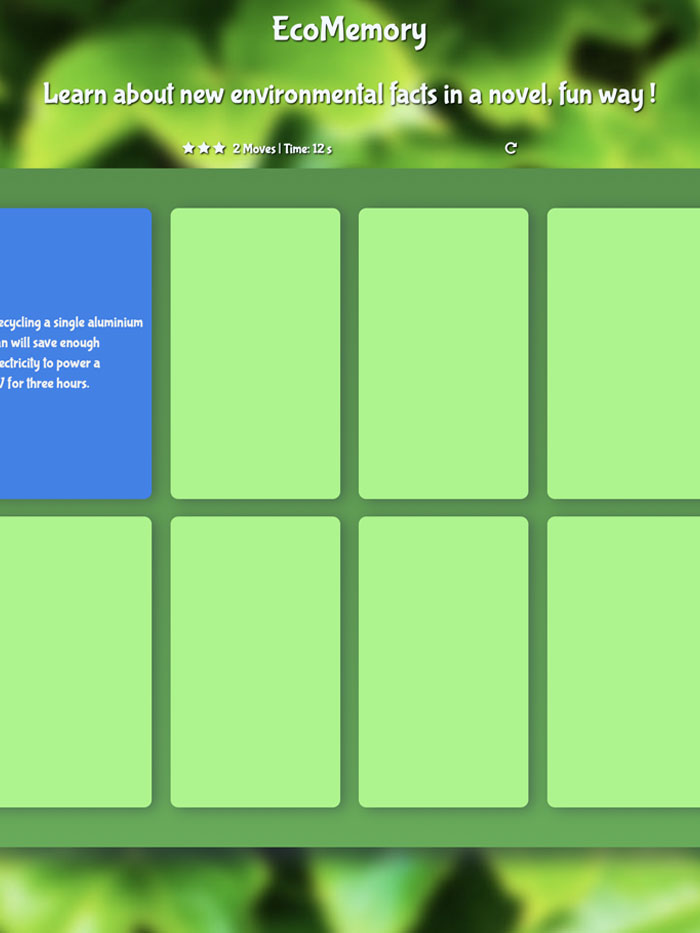 EcoMemory
Learn about new environmental facts in a novel, fun way !
2 Moves | Time: 12 s
ecycling a single aluminium
n will save enough
ectricity to power a
V for three hours.